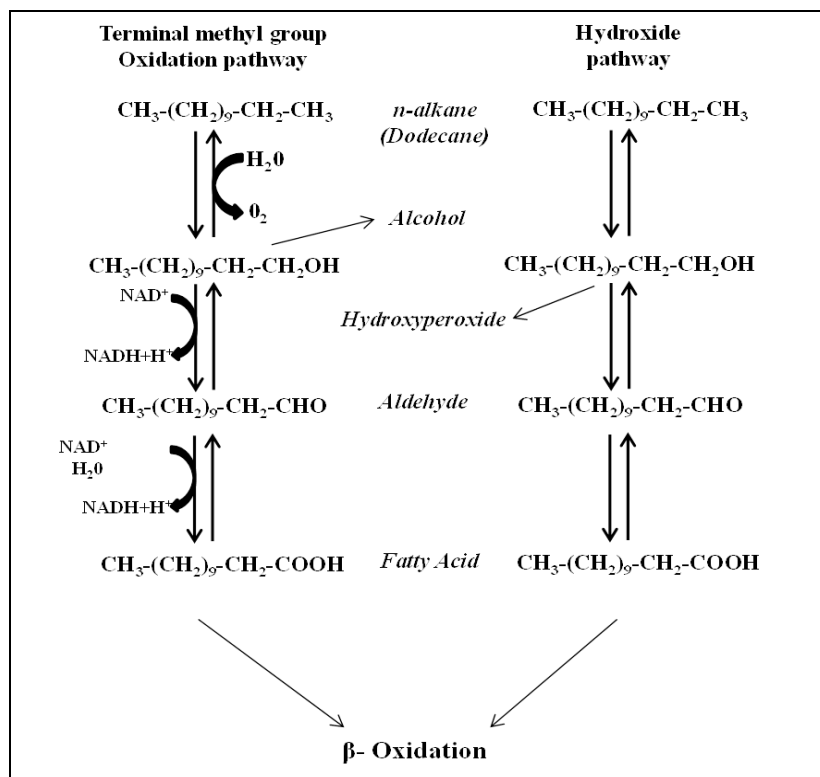 Terminal methyl group
Oxidation pathway
Hydroxide
pathway
CH₃-(CH₂)₉-CH₂-CH₃
n-alkane
(Dodecane)
CH₃-(CH₂)₉-CH₂-CH₃
H₂0
0₂
Alcohol
CH₃-(CH₂)₉-CH₂-CH₂OH
CH₃-(CH₂)₉-CH₂-CH₂OH
NAD⁺
Hydroxyperoxide
NADH+H⁺
CH₃-(CH₂)₉-CH₂-CHO
Aldehyde
CH₃-(CH₂)₉-CH₂-CHO
NAD⁺
H₂0
NADH+H⁺
CH₃-(CH₂)₉-CH₂-COOH
Fatty Acid
CH₃-(CH₂)₉-CH₂-COOH
β- Oxidation